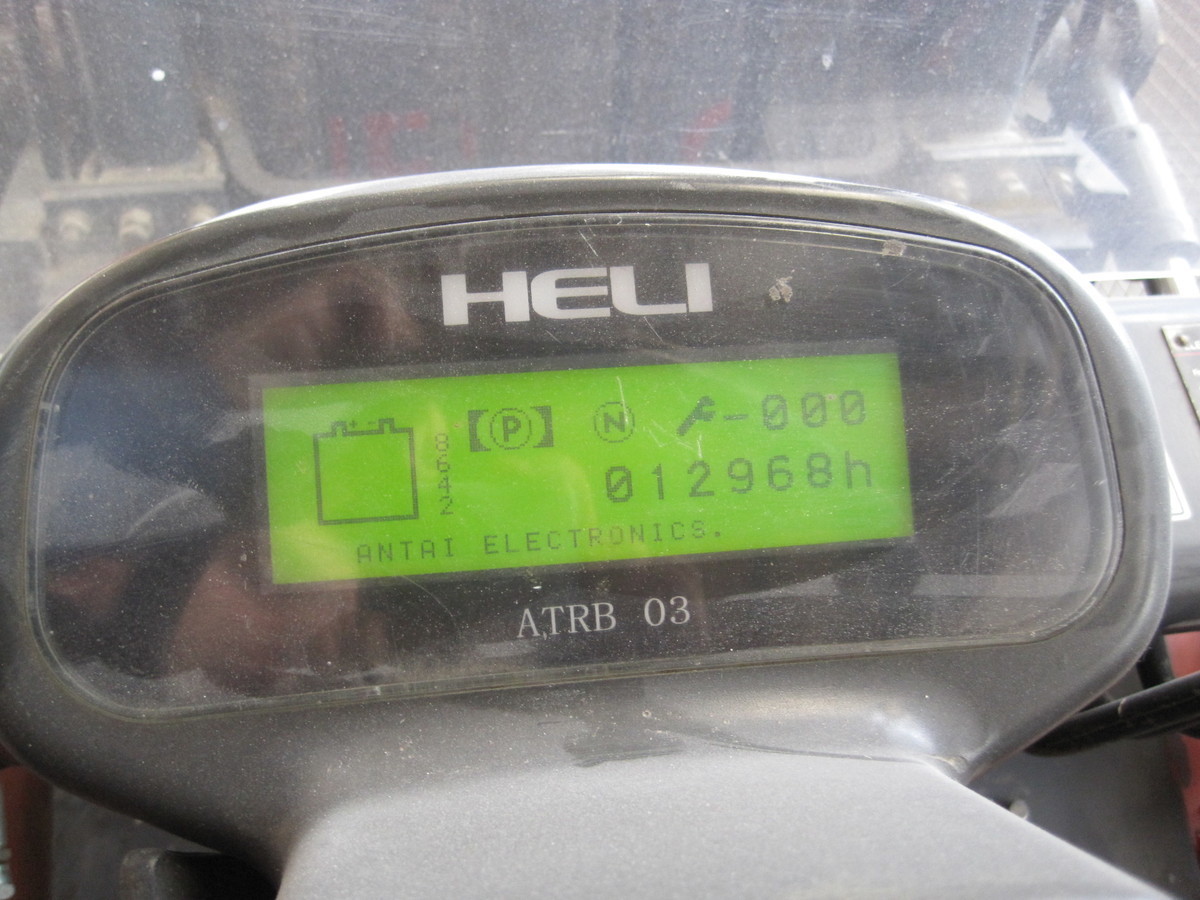 HELI
(P) N -000
8
6
4
2
012968h
ANTAI ELECTRONICS.
ATRB 03